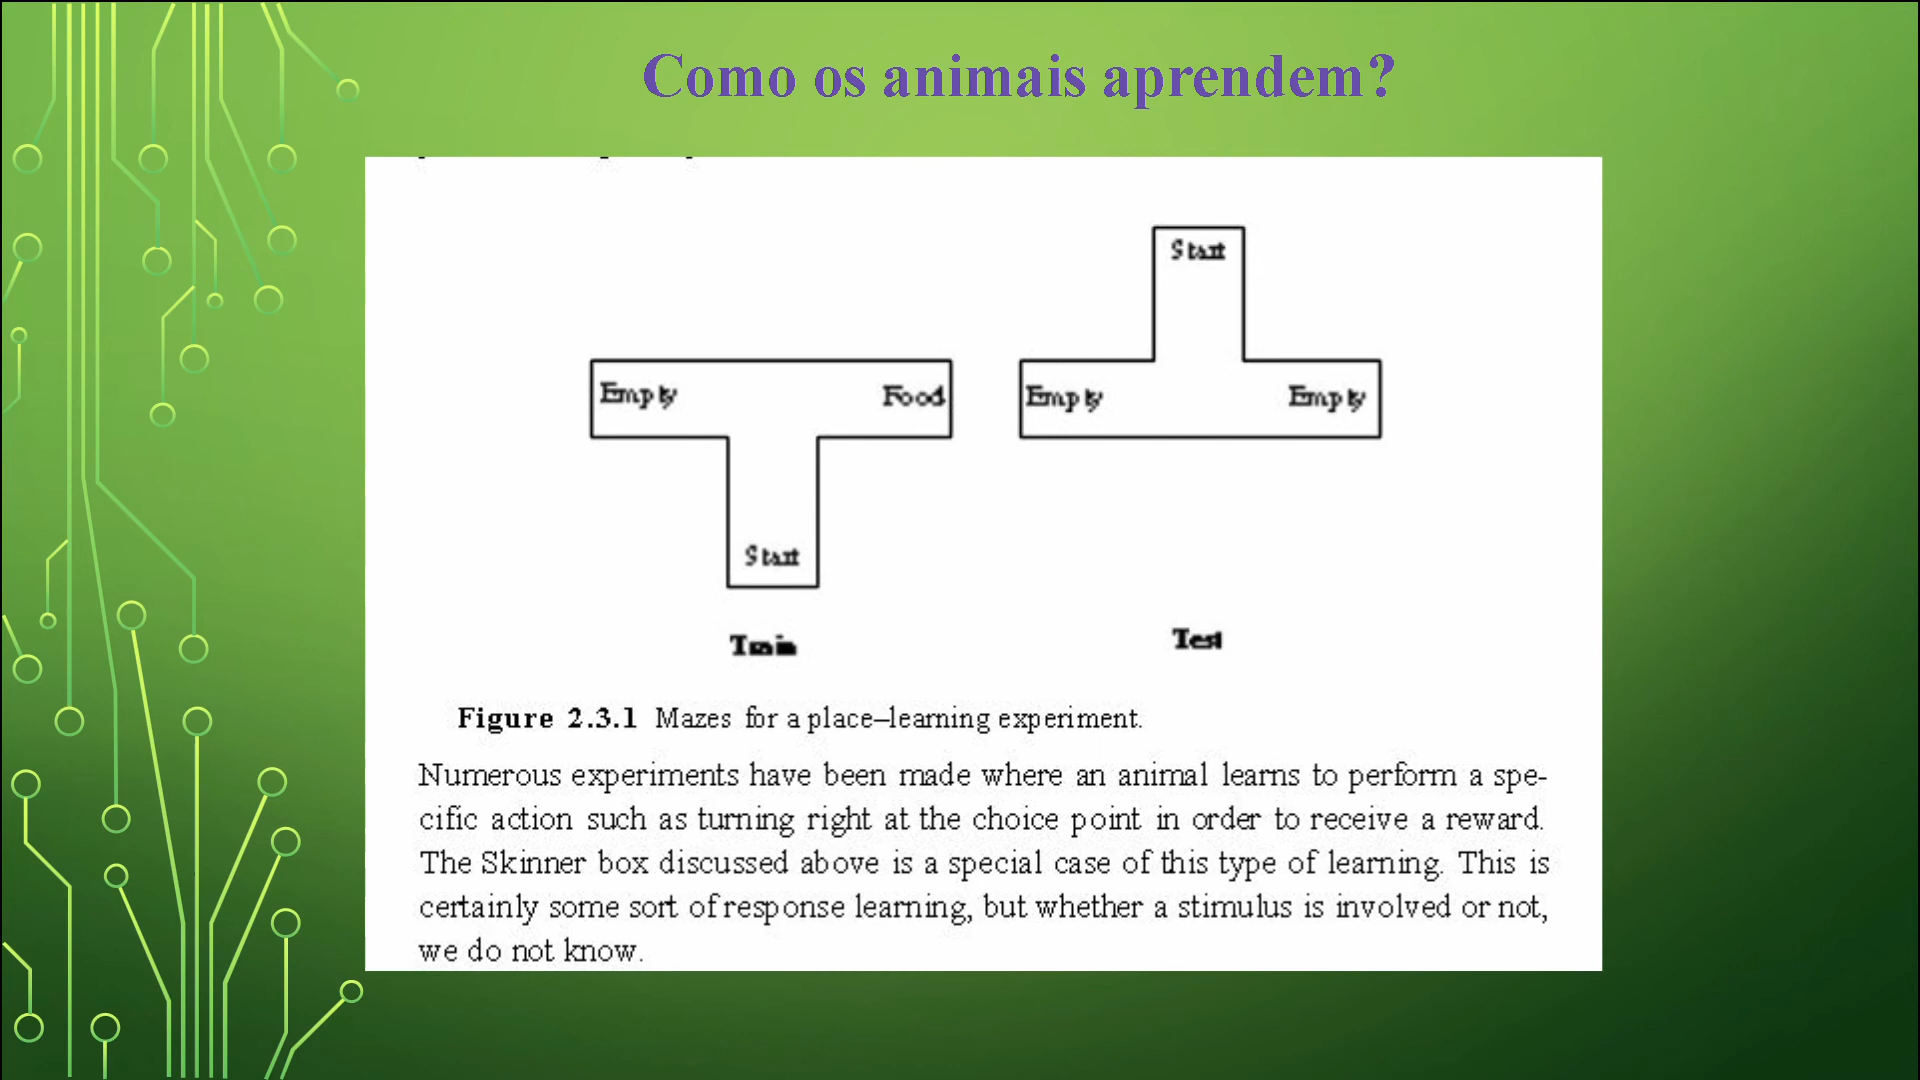 Como os animais aprendem?
Start
Empty Food
Empty Empty
Start
Train
Test
Figure 2.3.1 Mazes for a place–learning experiment.
Numerous experiments have been made where an animal learns to perform a spe-
cific action such as turning right at the choice point in order to receive a reward.
The Skinner box discussed above is a special case of this type of learning. This is
certainly some sort of response learning, but whether a stimulus is involved or not,
we do not know.